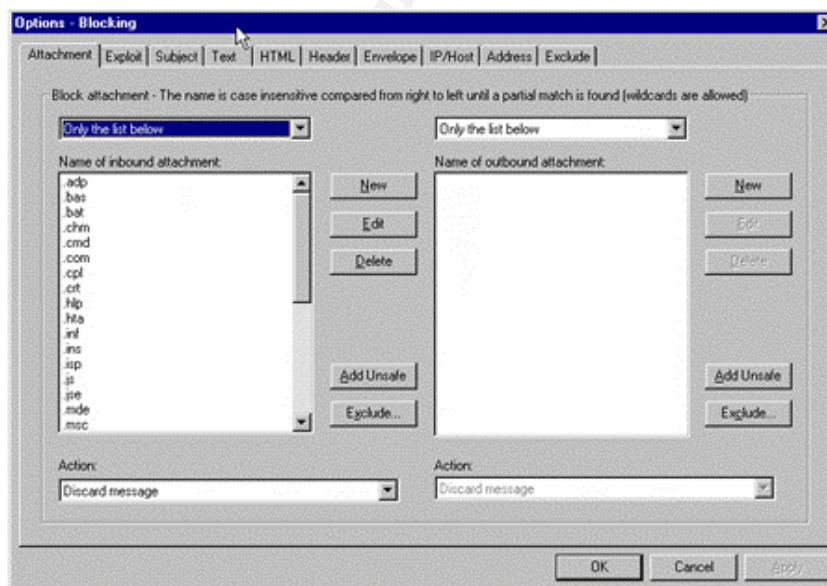 Options - Blocking
Attachment Exploit Subject Text HTML Header Envelope IP/Host Address Exclude
Block attachment - The name is case insensitive compared from right to left until a partial match is found (wildcards are allowed)
Only the list below
Only the list below
Name of inbound attachment:
Name of outbound attachment:
.adp
.bas
.bat
.chm
.cmd
.com
.cpl
.crt
.hlp
.hta
.inf
.ins
.isp
.js
.jse
.mde
.msc
New
Edit
Delete
Add Unsafe
Exclude...
New
Edit
Delete
Add Unsafe
Exclude...
Action:
Discard message
Action:
Discard message
OK
Cancel
Apply